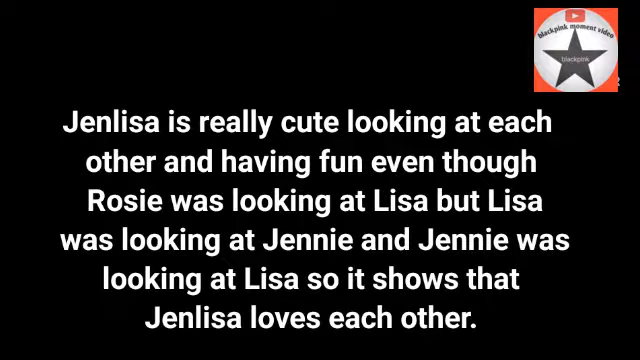 blackpink moment video
blackpink
Jenlisa is really cute looking at each
other and having fun even though
Rosie was looking at Lisa but Lisa
was looking at Jennie and Jennie was
looking at Lisa so it shows that
Jenlisa loves each other.